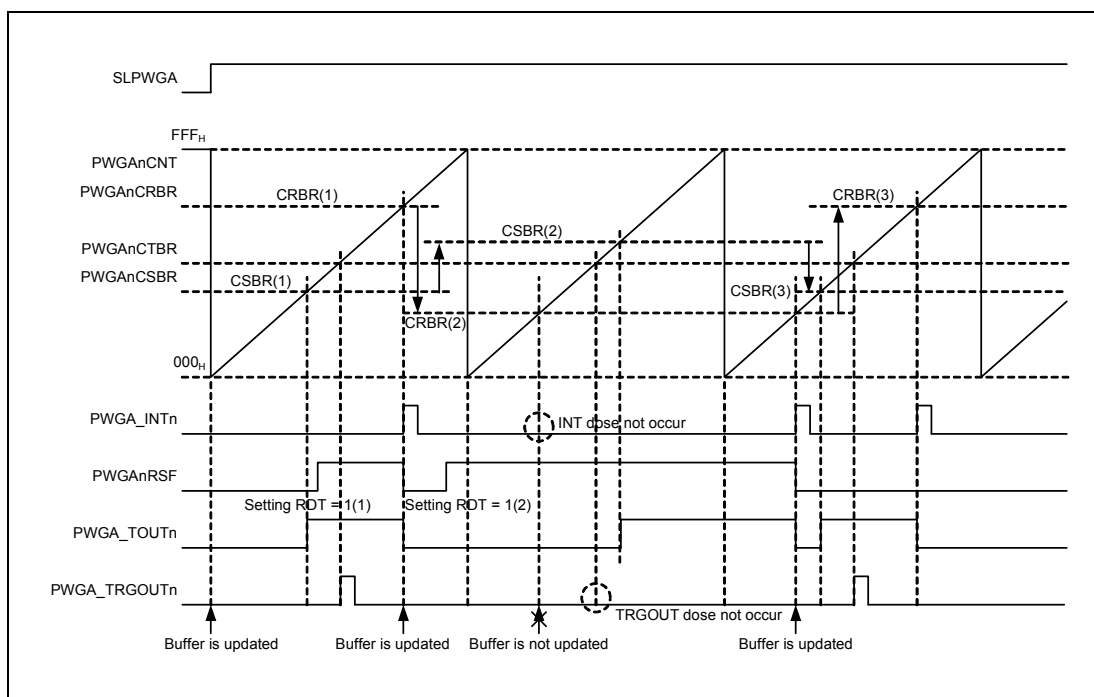 SLPWGA
FFFH
PWGAnCNT
PWGAnCRBR
CRBR(1)
CRBR(3)
CSBR(2)
PWGAnCTBR
PWGAnCSBR
CSBR(1)
CSBR(3)
CRBR(2)
000H
PWGA_INTn
INT dose not occur
PWGAnRSF
Setting RDT = 1(1)
Setting RDT = 1(2)
PWGA_TOUTn
PWGA_TRGOUTn
TRGOUT dose not occur
Buffer is updated
Buffer is updated
Buffer is not updated
Buffer is updated